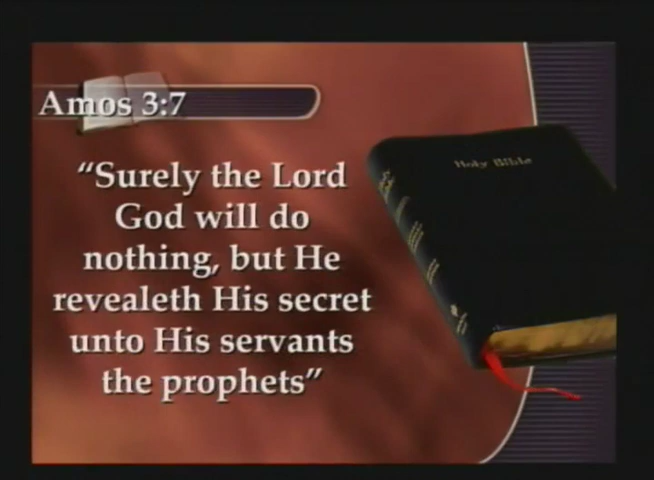 Amos 3:7
Holy Bible
“Surely the Lord
God will do
nothing, but He
revealeth His secret
unto His servants
the prophets”